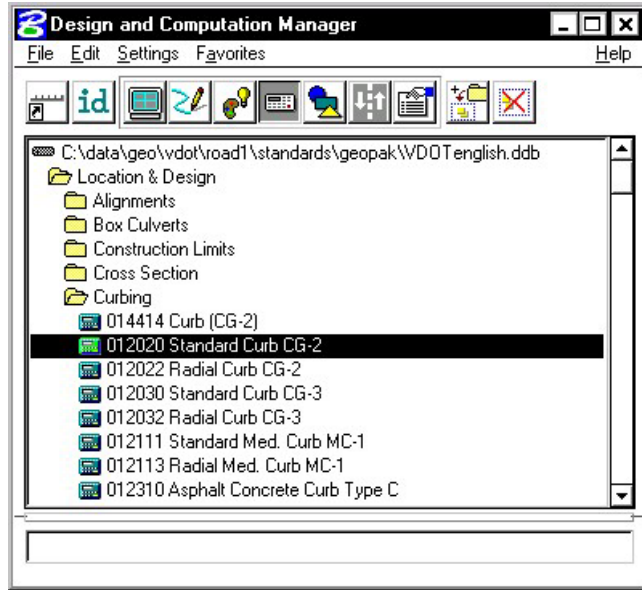 Design and Computation Manager
File Edit Settings Favorites Help
id
C:\data\geo\vdot\road1\standards\geopak\VDOTenglish.ddb
Location & Design
Alignments
Box Culverts
Construction Limits
Cross Section
Curbing
014414 Curb (CG-2)
012020 Standard Curb CG-2
012022 Radial Curb CG-2
012030 Standard Curb CG-3
012032 Radial Curb CG-3
012111 Standard Med. Curb MC-1
012113 Radial Med. Curb MC-1
012310 Asphalt Concrete Curb Type C